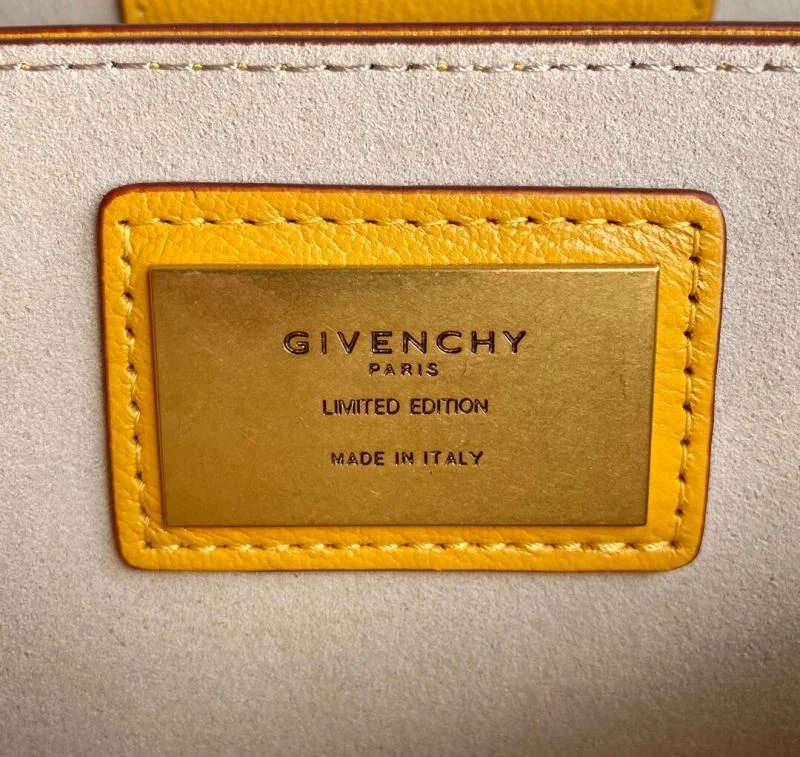 GIVENCHY
PARIS
LIMITED EDITION
MADE IN ITALY